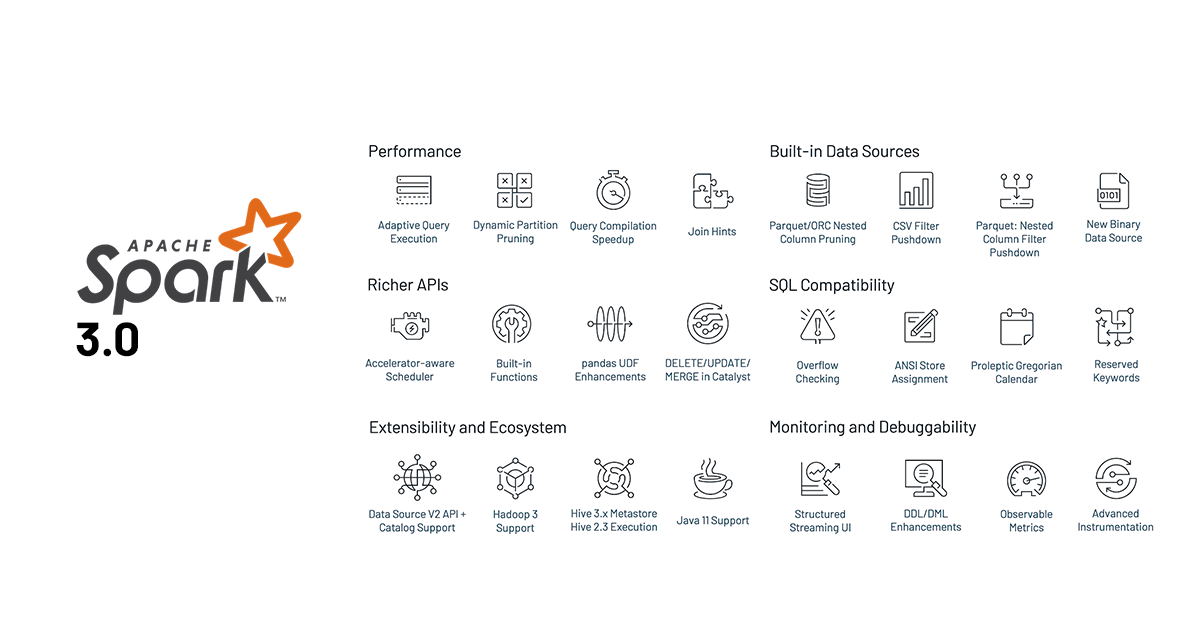 APACHE
Spark™
3.0
Performance
Adaptive Query
Execution
Dynamic Partition
Pruning
Query Compilation
Speedup
Join Hints
Built-in Data Sources
Parquet/ORC Nested
Column Pruning
CSV Filter
Pushdown
Parquet: Nested
Column Filter
Pushdown
0101
New Binary
Data Source
Richer APIs
Accelerator-aware
Scheduler
Built-in
Functions
pandas UDF
Enhancements
DELETE/UPDATE/
MERGE in Catalyst
SQL Compatibility
Overflow
Checking
ANSI Store
Assignment
Proleptic Gregorian
Calendar
Reserved
Keywords
Extensibility and Ecosystem
Data Source V2 API +
Catalog Support
Hadoop 3
Support
Hive 3.x Metastore
Hive 2.3 Execution
Java 11 Support
Monitoring and Debuggability
Structured
Streaming UI
DDL/DML
Enhancements
Observable
Metrics
Advanced
Instrumentation